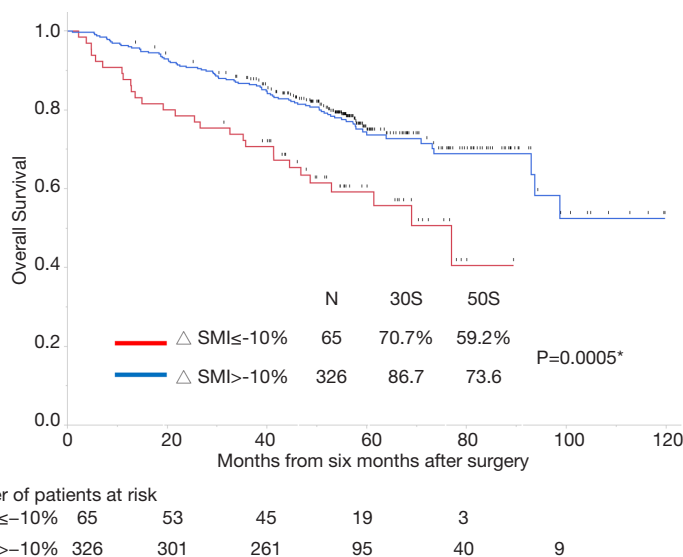 1.0
0.8
0.6
0.4
0.2
0.0
Overall Survival
N 30S 50S
△ SMI≤-10% 65 70.7% 59.2%
△ SMI>-10% 326 86.7 73.6
P=0.0005*
0 20 40 60 80 100 120
Months from six months after surgery
er of patients at risk
≤−10% 65 53 45 19 3
>−10% 326 301 261 95 40 9